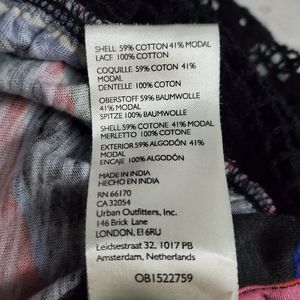 SHELL 59% COTTON 41% MODAL
LACE 100% COTTON
COQUILLE 59% COTON 41% MODAL
DENTELLE 100% COTON
OBERSTOFF 59% BAUMWOLLE
41% MODAL
SPITZE 100% BAUMWOLLE
SHELL 59% COTONE 41% MODAL
MERLETTO 100% COTONE
EXTERIOR 59% ALGODÓN 41%
MODAL
ENCAJE 100% ALGODÓN
MADE IN INDIA
HECHO EN INDIA
RN 66170
CA 32054
Urban Outfitters, Inc.
146 Brick Lane
LONDON, E1 6RU
Leidsestraat 32, 1017 PB
Amsterdam, Netherlands
OB1522759